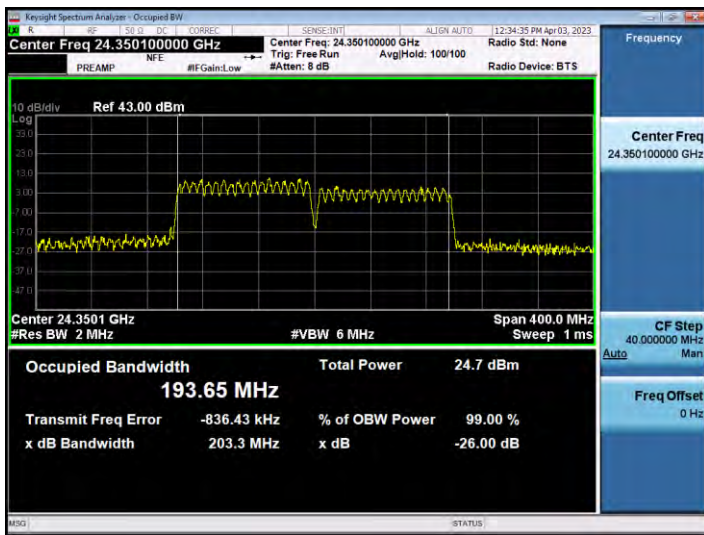 Keysight Spectrum Analyzer - Occupied BW
LXI R RF 50 Ω DC CORREC SENSE:INT ALIGN AUTO 12:34:35 PM Apr 03, 2023
Center Freq 24.350100000 GHz
Center Freq: 24.350100000 GHz Radio Std: None
NFE Trig: Free Run Avg|Hold: 100/100
PREAMP #IFGain:Low #Atten: 8 dB Radio Device: BTS
10 dB/div Ref 43.00 dBm
Log
33.0
23.0
13.0
3.00
-7.00
-17.0
-27.0
-37.0
-47.0
Center 24.3501 GHz Span 400.0 MHz
#Res BW 2 MHz #VBW 6 MHz Sweep 1 ms
Occupied Bandwidth Total Power 24.7 dBm
193.65 MHz
Transmit Freq Error -836.43 kHz % of OBW Power 99.00 %
x dB Bandwidth 203.3 MHz x dB -26.00 dB
MSG STATUS
Frequency
Center Freq
24.350100000 GHz
CF Step
40.000000 MHz
Auto Man
Freq Offset
0 Hz